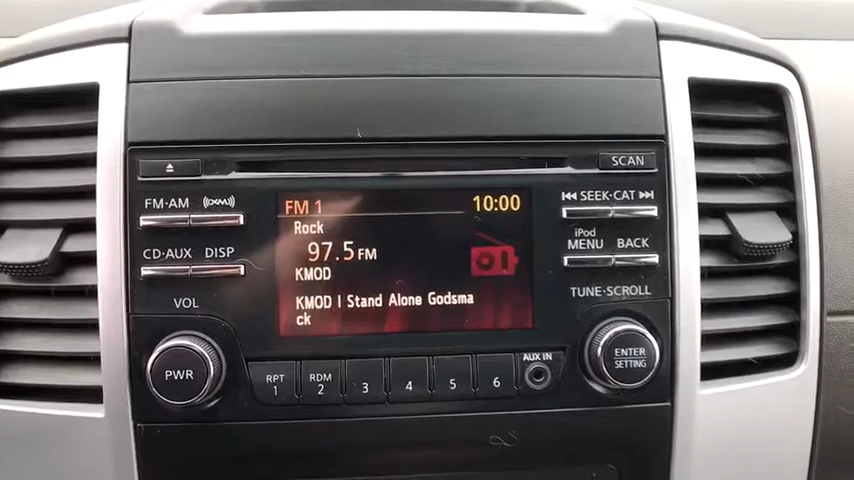 SCAN
FM·AM XM
SEEK·CAT
FM 1 10:00
Rock
97.5 FM
KMOD
KMOD I Stand Alone Godsma
ck
CD·AUX DISP
iPod
MENU BACK
VOL
TUNE·SCROLL
PWR
ENTER
SETTING
RPT
1
RDM
2
3
4
5
6
AUX IN